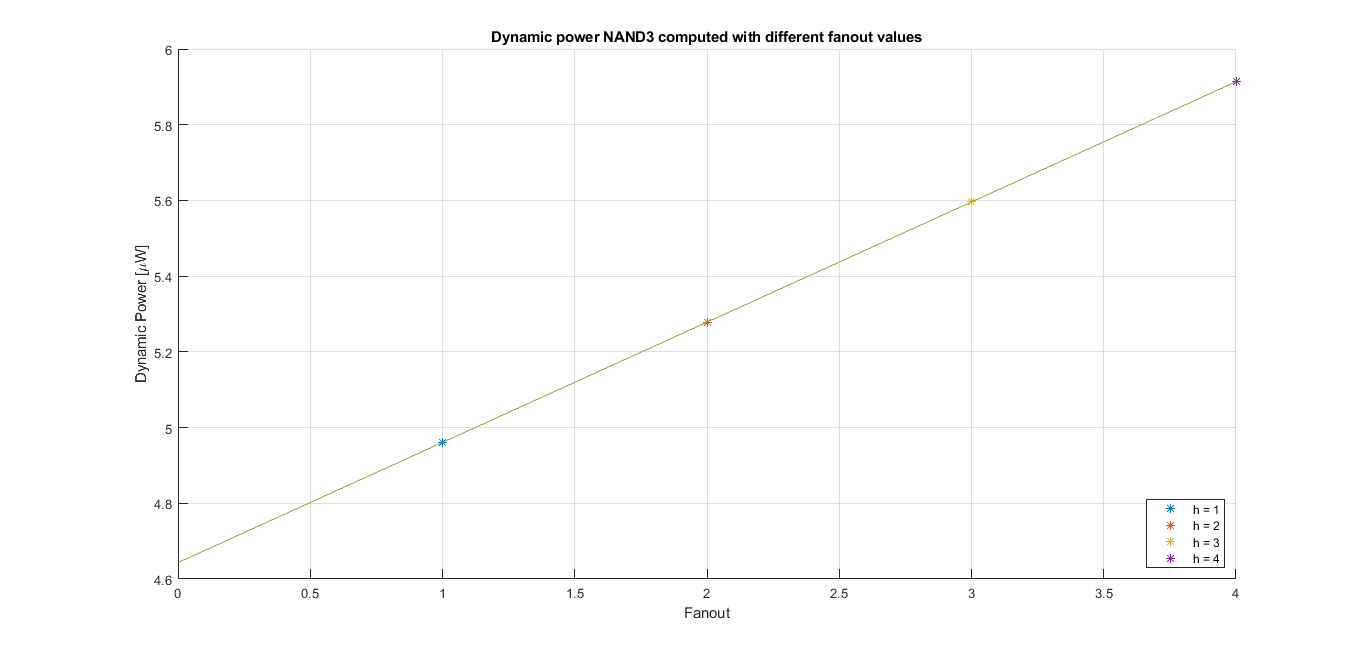 Dynamic power NAND3 computed with different fanout values
6
5.8
5.6
5.4
5.2
5
4.8
4.6
Dynamic Power [μW]
0 0.5 1 1.5 2 2.5 3 3.5 4
Fanout
h = 1
h = 2
h = 3
h = 4